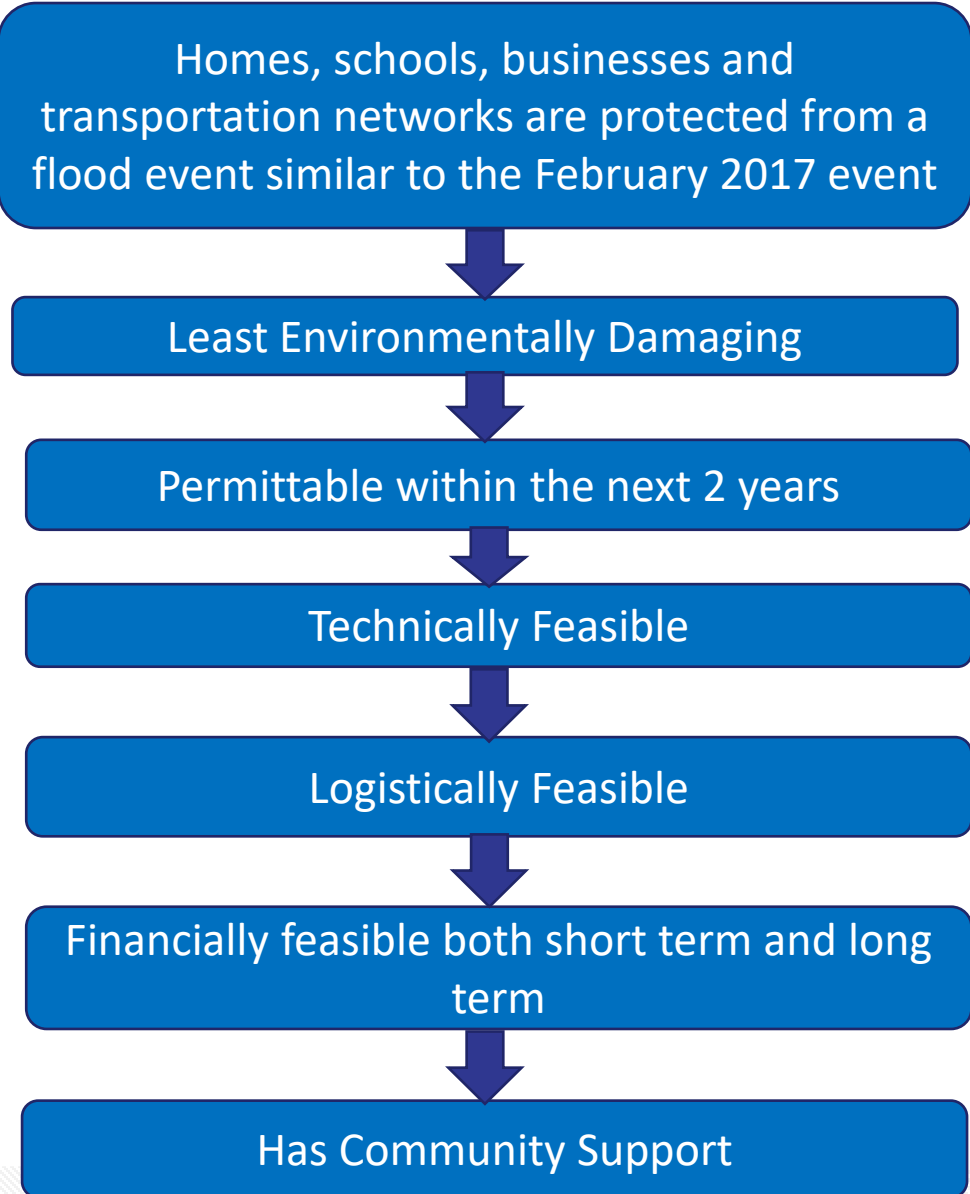 Homes, schools, businesses and
transportation networks are protected from a
flood event similar to the February 2017 event
Least Environmentally Damaging
Permittable within the next 2 years
Technically Feasible
Logistically Feasible
Financially feasible both short term and long
term
Has Community Support